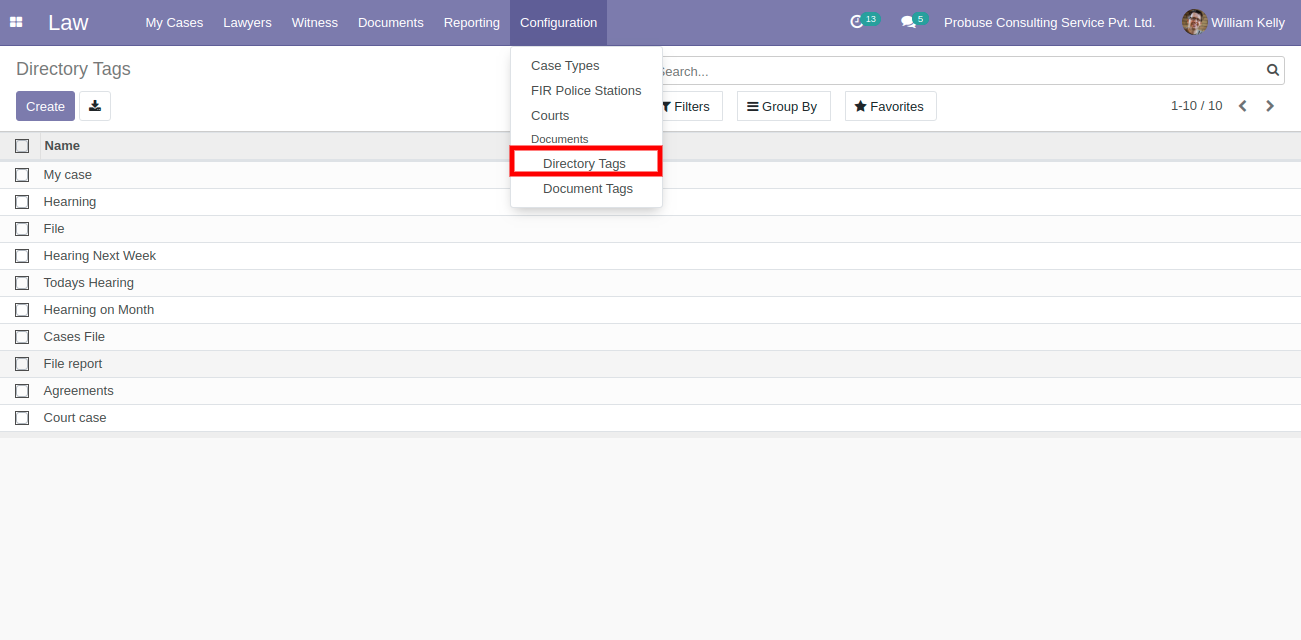 Law My Cases Lawyers Witness Documents Reporting Configuration 13 5 Probuse Consulting Service Pvt. Ltd. William Kelly
Directory Tags
Search...
Create Filters Group By Favorites 1-10 / 10
Case Types
FIR Police Stations
Courts
Documents
Directory Tags
Document Tags
Name
My case
Hearning
File
Hearing Next Week
Todays Hearing
Hearning on Month
Cases File
File report
Agreements
Court case